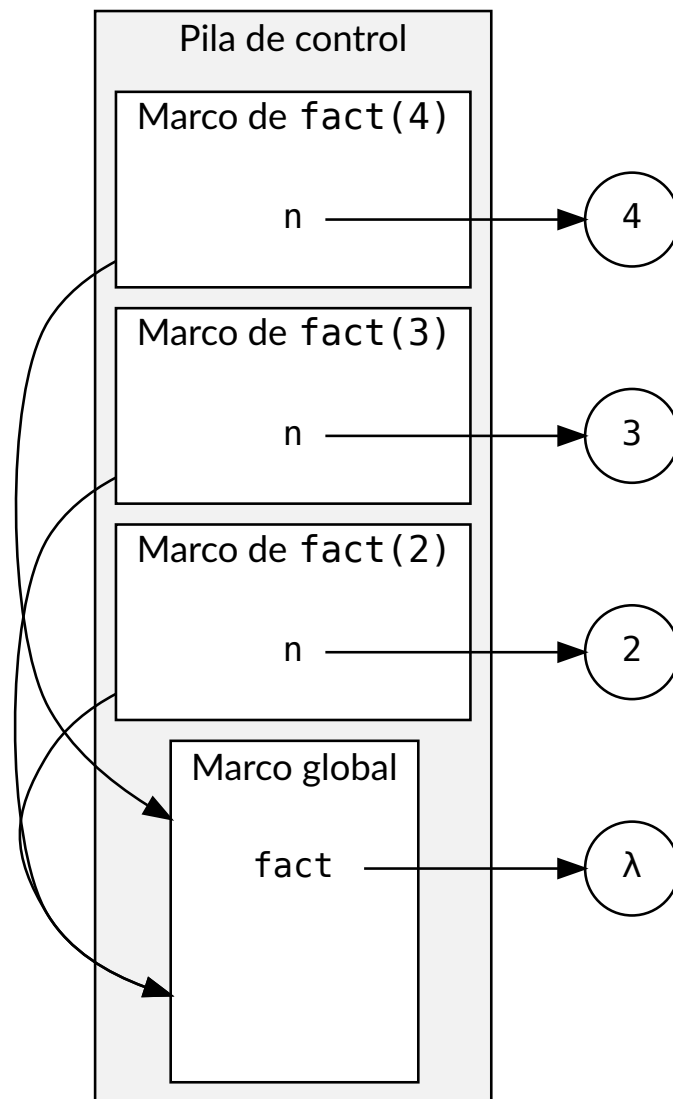 Pila de control
Marco de fact(4)
n 4
Marco de fact(3)
n 3
Marco de fact(2)
n 2
Marco global
fact λ